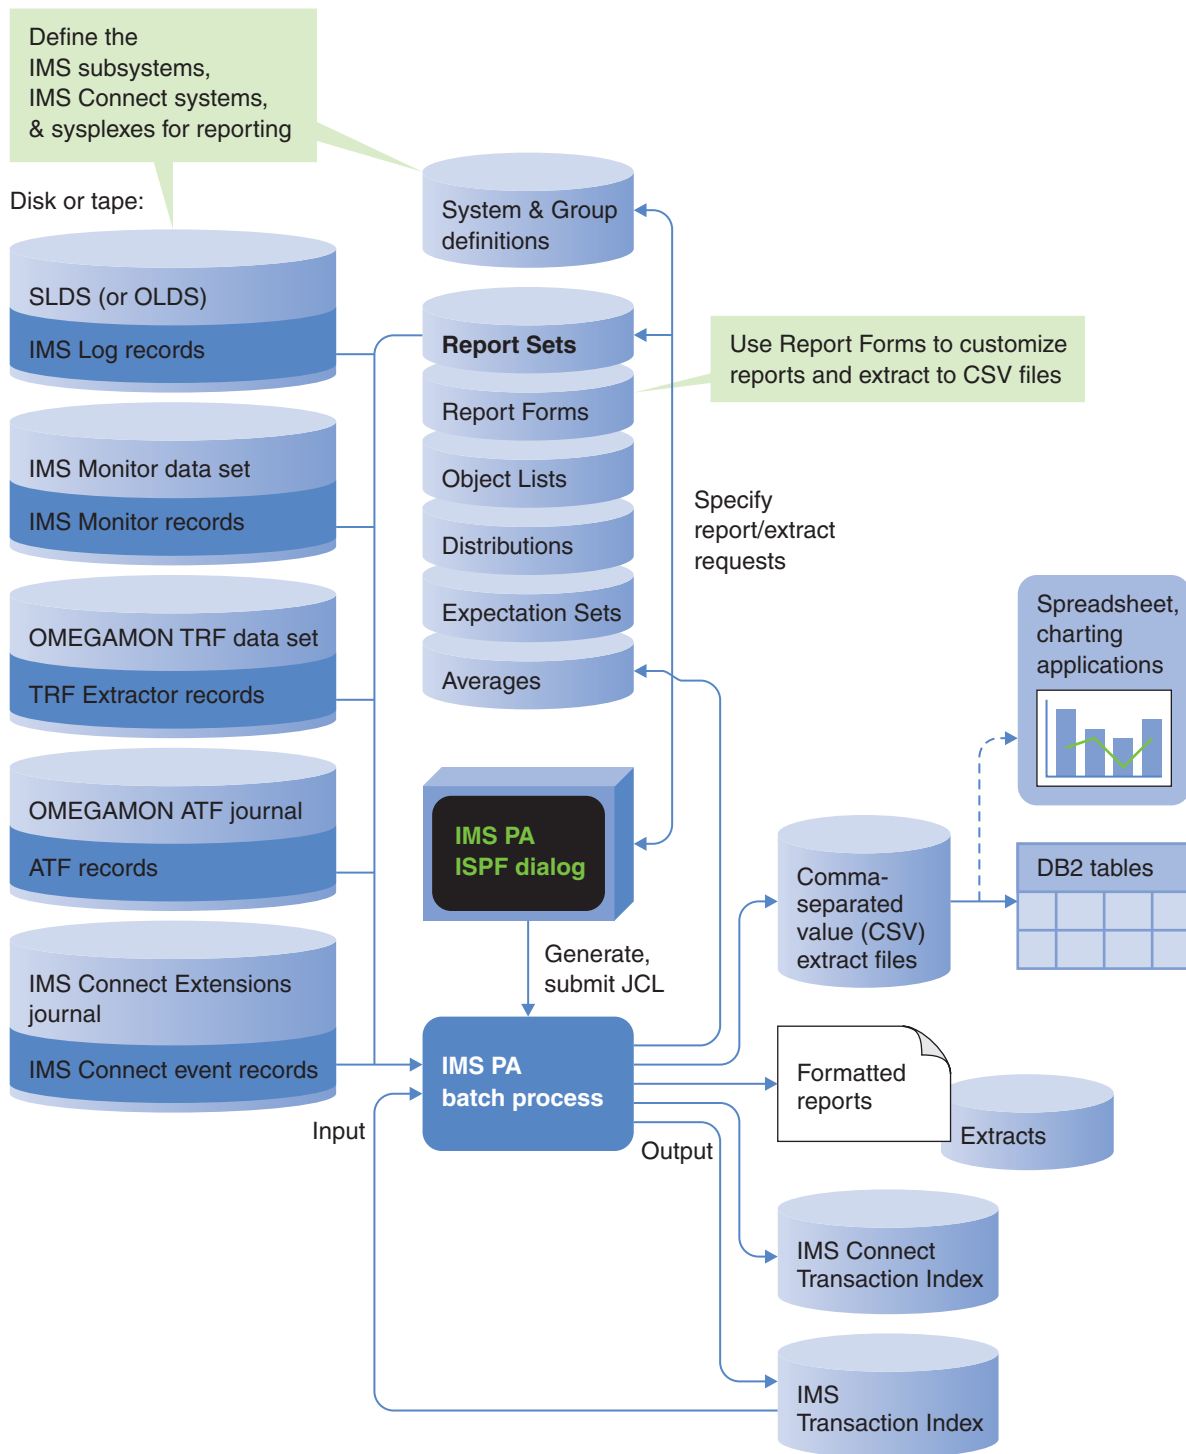 Define the
IMS subsystems,
IMS Connect systems,
& sysplexes for reporting
Disk or tape:
SLDS (or OLDS)
IMS Log records
IMS Monitor data set
IMS Monitor records
OMEGAMON TRF data set
TRF Extractor records
OMEGAMON ATF journal
ATF records
IMS Connect Extensions
journal
IMS Connect event records
System & Group
definitions
Report Sets
Report Forms
Object Lists
Distributions
Expectation Sets
Averages
Use Report Forms to customize
reports and extract to CSV files
Specify
report/extract
requests
IMS PA
ISPF dialog
Generate,
submit JCL
IMS PA
batch process
Input
Output
Spreadsheet,
charting
applications
Comma-
separated
value (CSV)
extract files
DB2 tables
Formatted
reports
Extracts
IMS Connect
Transaction Index
IMS
Transaction Index